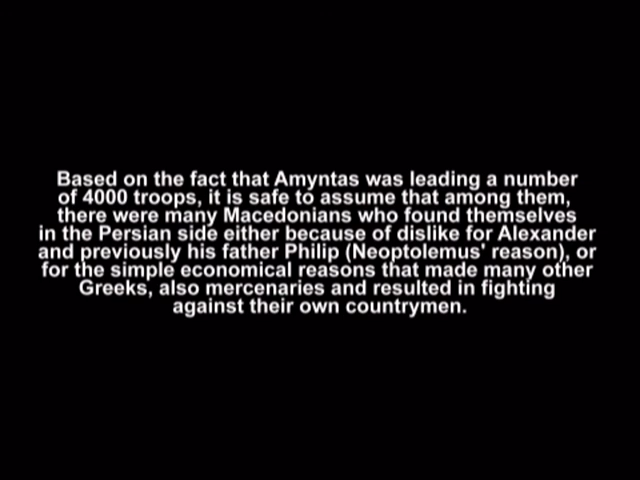 Based on the fact that Amyntas was leading a number
of 4000 troops, it is safe to assume that among them,
there were many Macedonians who found themselves
in the Persian side either because of dislike for Alexander
and previously his father Philip (Neoptolemus' reason), or
for the simple economical reasons that made many other
Greeks, also mercenaries and resulted in fighting
against their own countrymen.